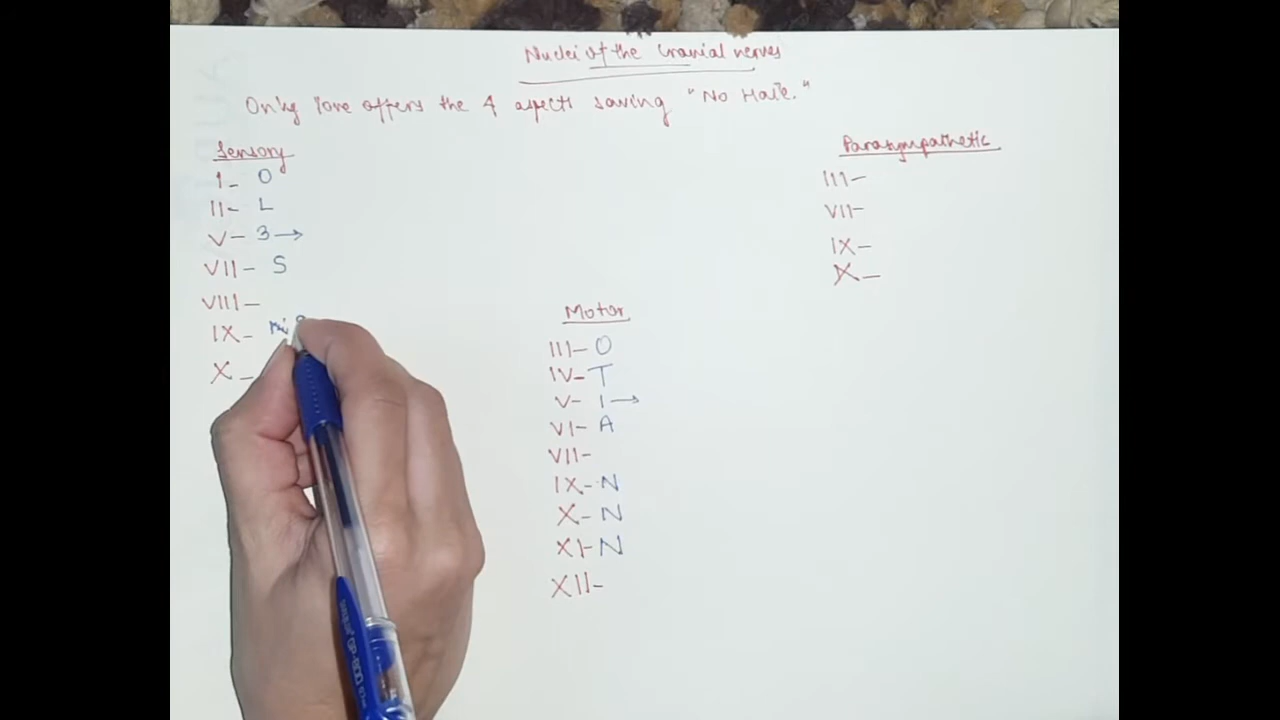 Nuclei of the Cranial nerves
Only love offers the 4 aspects saving "No Hate."
Sensory
I- O
II- L
V- 3→
VII- S
VIII-
IX-
X-
Motor
III- O
IV- T
V- 1→
VI- A
VII-
IX- N
X- N
XI- N
XII-
Parasympathetic
III-
VII-
IX-
X-